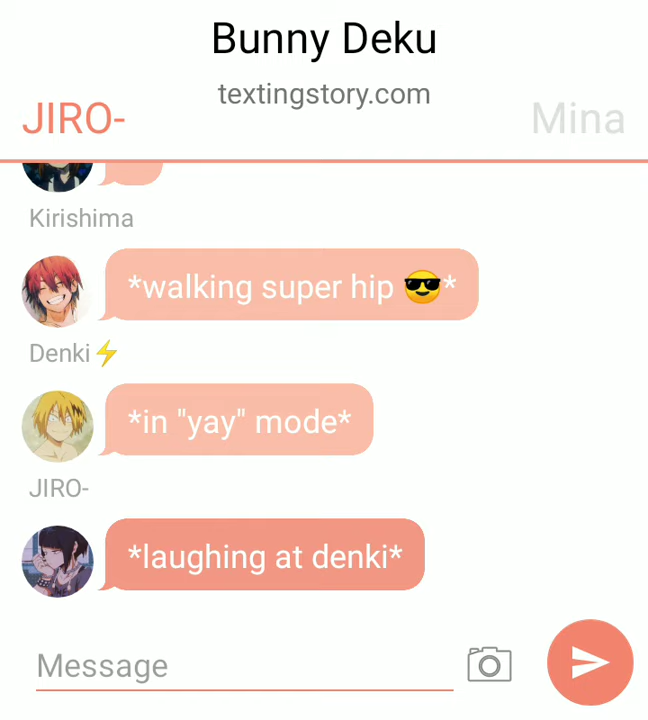 Bunny Deku
textingstory.com
JIRO-
Mina
Kirishima
*walking super hip 😎*
Denki⚡
*in "yay" mode*
JIRO-
*laughing at denki*
Message